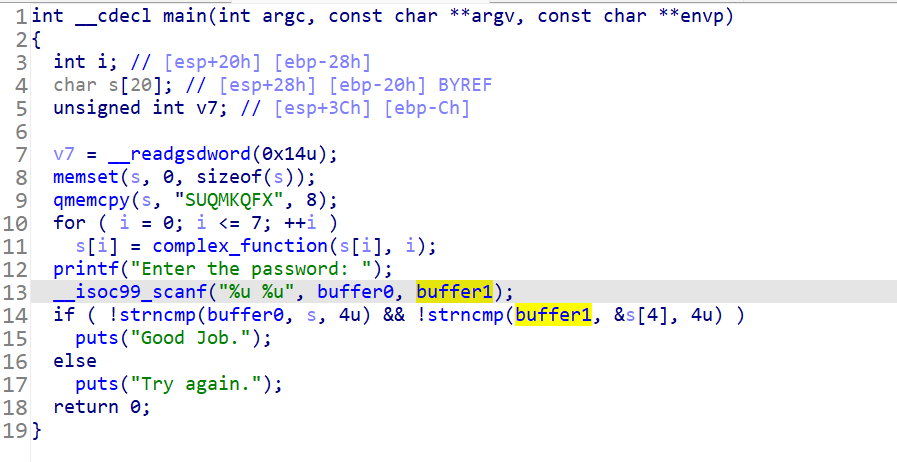 1 int __cdecl main(int argc, const char **argv, const char **envp)
2 {
3   int i; // [esp+20h] [ebp-28h]
4   char s[20]; // [esp+28h] [ebp-20h] BYREF
5   unsigned int v7; // [esp+3Ch] [ebp-Ch]
6
7   v7 = __readgsdword(0x14u);
8   memset(s, 0, sizeof(s));
9   qmemcpy(s, "SUQMKQFX", 8);
10   for ( i = 0; i <= 7; ++i )
11     s[i] = complex_function(s[i], i);
12   printf("Enter the password: ");
13   __isoc99_scanf("%u %u", buffer0, buffer1);
14   if ( !strncmp(buffer0, s, 4u) && !strncmp(buffer1, &s[4], 4u) )
15     puts("Good Job.");
16   else
17     puts("Try again.");
18   return 0;
19 }